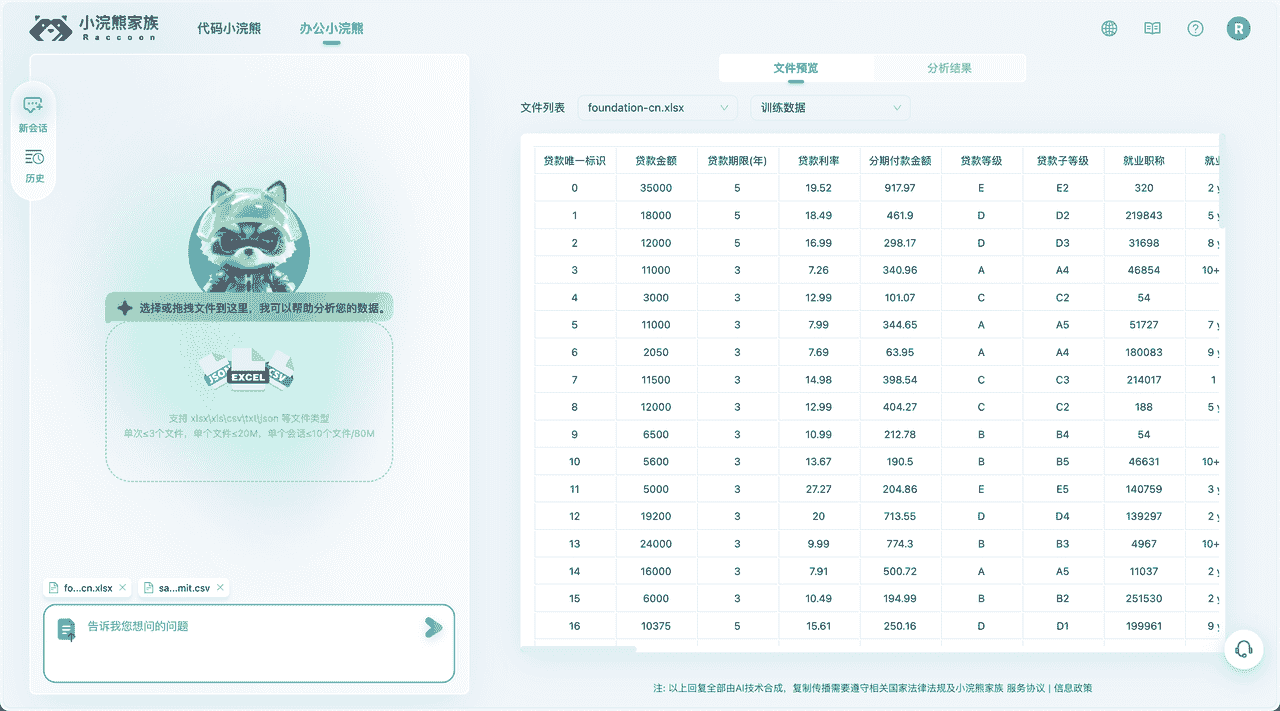 小浣熊家族
Raccoon
代码小浣熊 办公小浣熊
R
新会话
历史
选择或拖拽文件到这里，我可以帮助分析您的数据。
JSON EXCEL CSV
支持 xlsx\xls\csv\txt\json 等文件类型
单次≤3个文件，单个文件≤20M，单个会话≤10个文件/80M
fo...cn.xlsx sa...mit.csv
告诉我您想问的问题
文件预览 分析结果
文件列表 foundation-cn.xlsx 训练数据
贷款唯一标识 贷款金额 贷款期限(年) 贷款利率 分期付款金额 贷款等级 贷款子等级 就业职称 就业
0 35000 5 19.52 917.97 E E2 320 2 y
1 18000 5 18.49 461.9 D D2 219843 5 y
2 12000 5 16.99 298.17 D D3 31698 8 y
3 11000 3 7.26 340.96 A A4 46854 10+
4 3000 3 12.99 101.07 C C2 54
5 11000 3 7.99 344.65 A A5 51727 7 y
6 2050 3 7.69 63.95 A A4 180083 9 y
7 11500 3 14.98 398.54 C C3 214017 1
8 12000 3 12.99 404.27 C C2 188 5 y
9 6500 3 10.99 212.78 B B4 54
10 5600 3 13.67 190.5 B B5 46631 10+
11 5000 3 27.27 204.86 E E5 140759 3 y
12 19200 3 20 713.55 D D4 139297 2 y
13 24000 3 9.99 774.3 B B3 4967 10+
14 16000 3 7.91 500.72 A A5 11037 2 y
15 6000 3 10.49 194.99 B B2 251530 2 y
16 10375 5 15.61 250.16 D D1 199961 9 y
注: 以上回复全部由AI技术合成，复制传播需要遵守相关国家法律法规及小浣熊家族 服务协议 | 信息政策